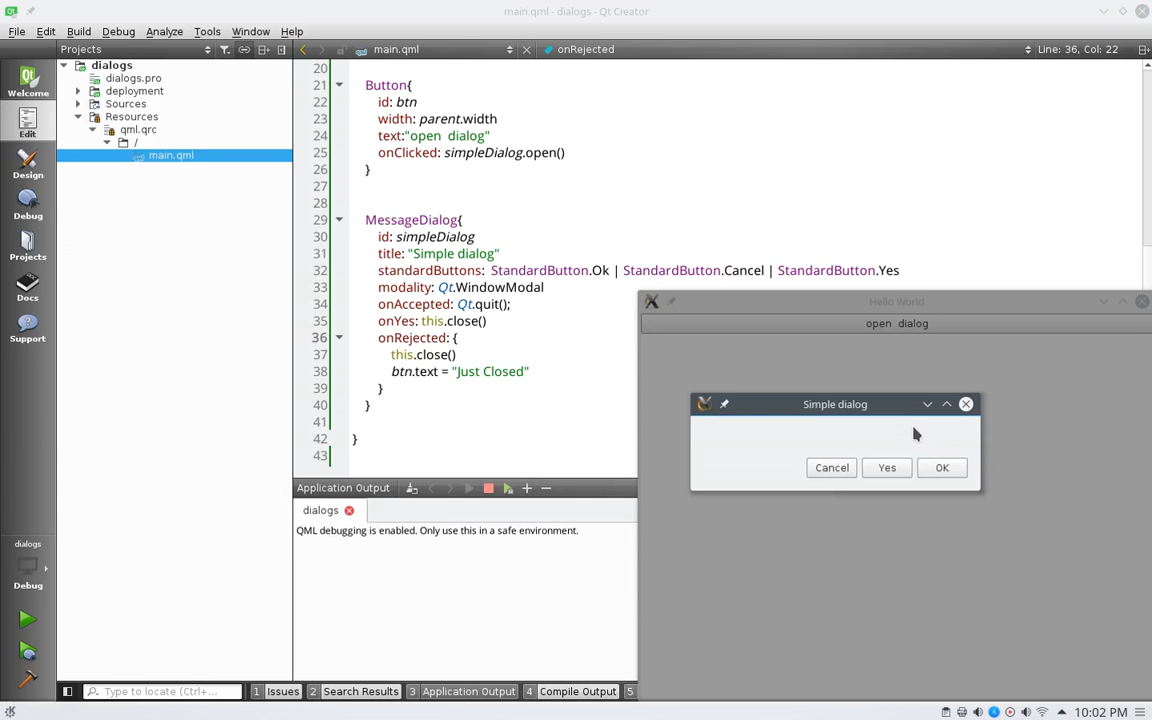 main.qml - dialogs - Qt Creator
File Edit Build Debug Analyze Tools Window Help
Projects
main.qml
onRejected
Line: 36, Col: 22
Welcome
Edit
Design
Debug
Projects
Docs
Support
dialogs
Debug
dialogs
dialogs.pro
deployment
Sources
Resources
qml.qrc
/
main.qml
20
21 Button{
22 id: btn
23 width: parent.width
24 text:"open  dialog"
25 onClicked: simpleDialog.open()
26 }
27
28
29 MessageDialog{
30 id: simpleDialog
31 title: "Simple dialog"
32 standardButtons:  StandardButton.Ok | StandardButton.Cancel | StandardButton.Yes
33 modality: Qt.WindowModal
34 onAccepted: Qt.quit();
35 onYes: this.close()
36 onRejected: {
37 this.close()
38 btn.text = "Just Closed"
39 }
40 }
41
42 }
43
Hello World
open  dialog
Simple dialog
Cancel Yes OK
Application Output
dialogs
QML debugging is enabled. Only use this in a safe environment.
Type to locate (Ctrl+...
1 Issues 2 Search Results 3 Application Output 4 Compile Output 5
10:02 PM